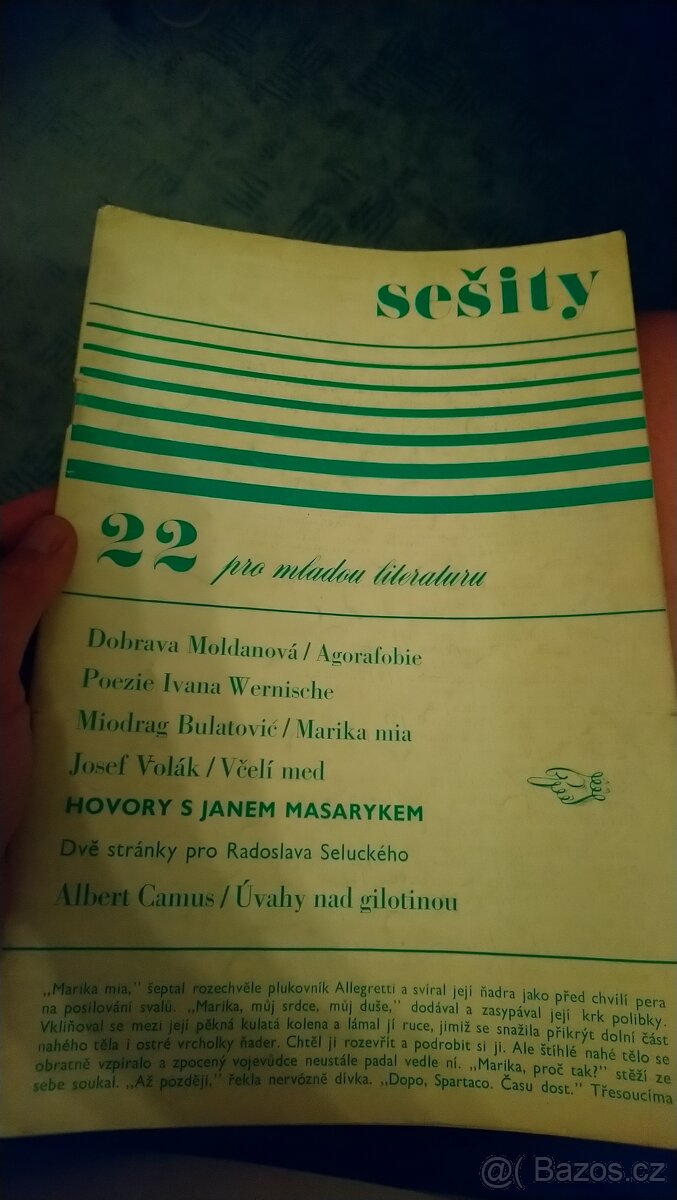 sešity
22 pro mladou literaturu
Dobrava Moldanová / Agorafobie
Poezie Ivana Wernische
Miodrag Bulatović / Marika mia
Josef Volák / Včelí med
HOVORY S JANEM MASARYKEM
Dvě stránky pro Radoslava Seluckého
Albert Camus / Úvahy nad gilotinou
„Marika mia,” šeptal rozechvěle plukovník Allegretti a svíral její ňadra jako před chvílí pera
na posilování svalů. „Marika, můj srdce, můj duše,” dodával a zasypával její krk polibky.
Vkliňoval se mezi její pěkná kulatá kolena a lámal jí ruce, jimiž se snažila přikrýt dolní část
nahého těla i ostré vrcholky ňader. Chtěl ji rozevřít a podrobit si ji. Ale štíhlé nahé tělo se
obratně vzpíralo a zpocený vojevůdce neustále padal vedle ní. „Marika, proč tak?” stěží ze
sebe soukal. „Až později,” řekla nervózně dívka. „Dopo, Spartaco. Času dost.” Třesoucíma
@( Bazos.cz